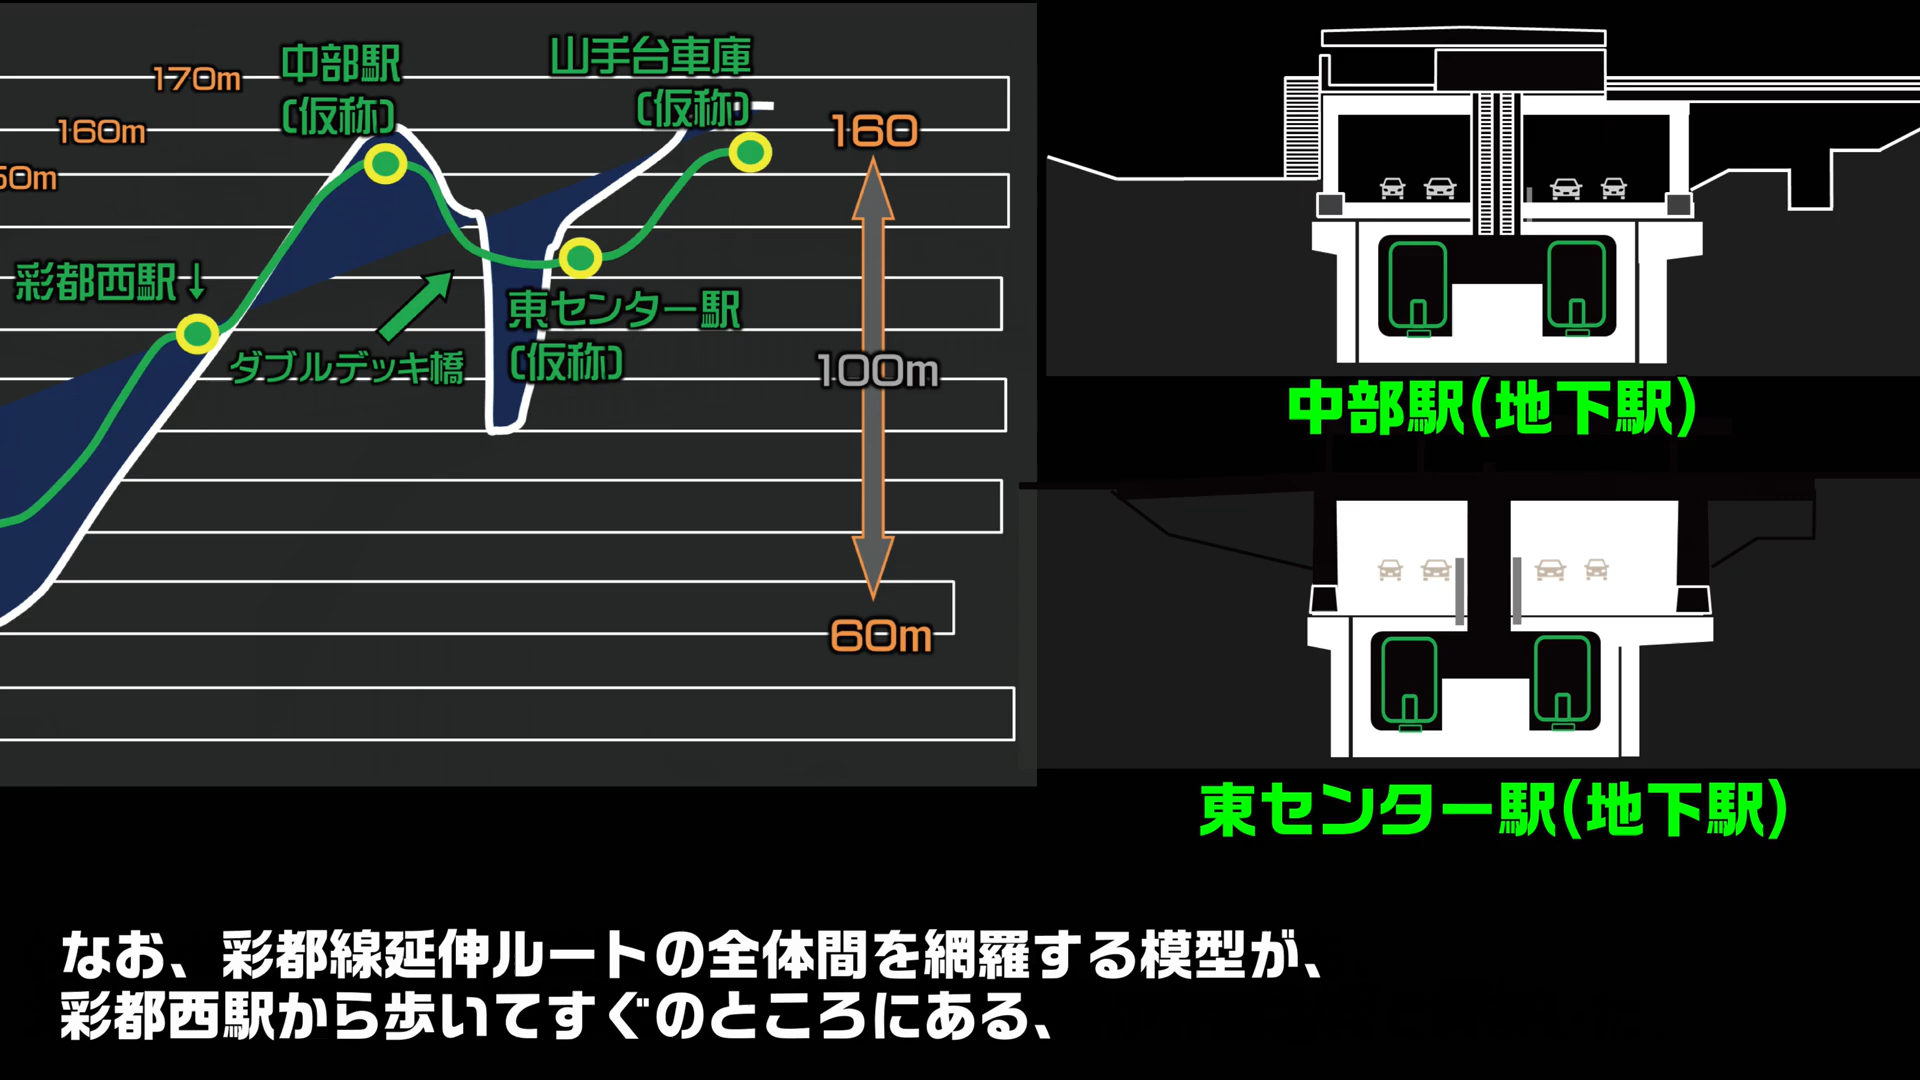 170m
160m
50m
中部駅
(仮称)
山手台車庫
(仮称)
彩都西駅↓
ダブルデッキ橋
東センター駅
(仮称)
160
100m
60m
中部駅(地下駅)
東センター駅(地下駅)
なお、彩都線延伸ルートの全体間を網羅する模型が、
彩都西駅から歩いてすぐのところにある、